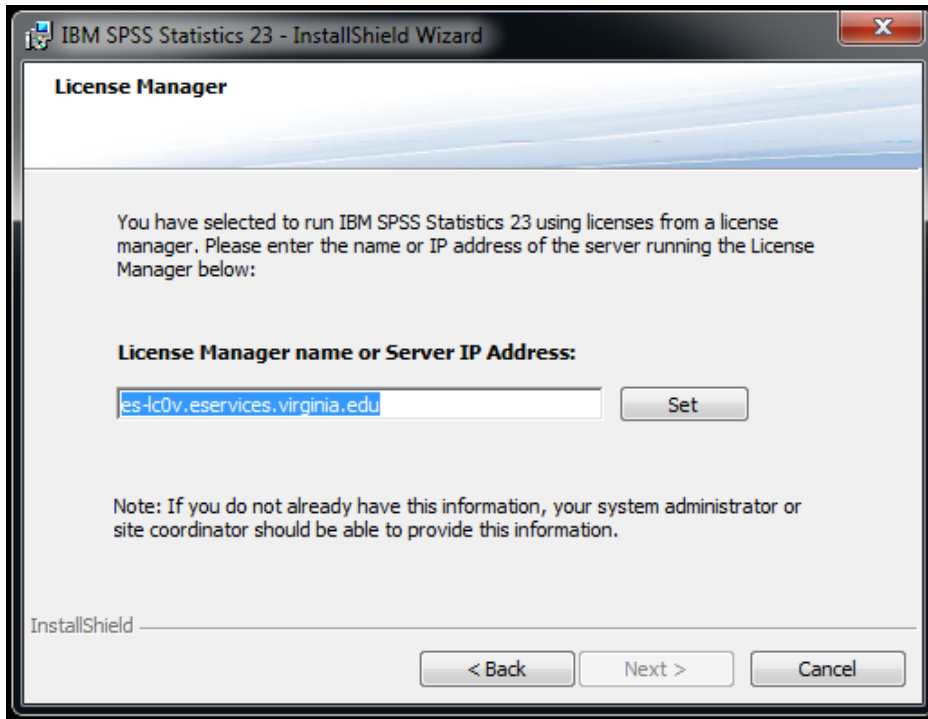 IBM SPSS Statistics 23 - InstallShield Wizard
License Manager
You have selected to run IBM SPSS Statistics 23 using licenses from a license
manager. Please enter the name or IP address of the server running the License
Manager below:
License Manager name or Server IP Address:
es-lc0v.eservices.virginia.edu
Set
Note: If you do not already have this information, your system administrator or
site coordinator should be able to provide this information.
InstallShield
< Back
Next >
Cancel